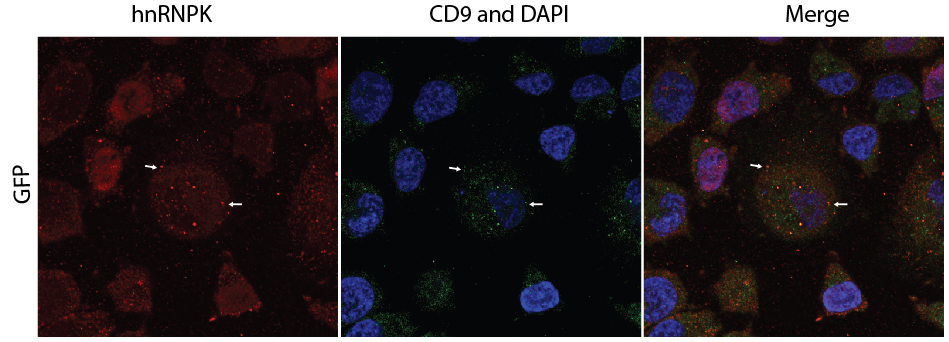 hnRNPK
CD9 and DAPI
Merge
GFP